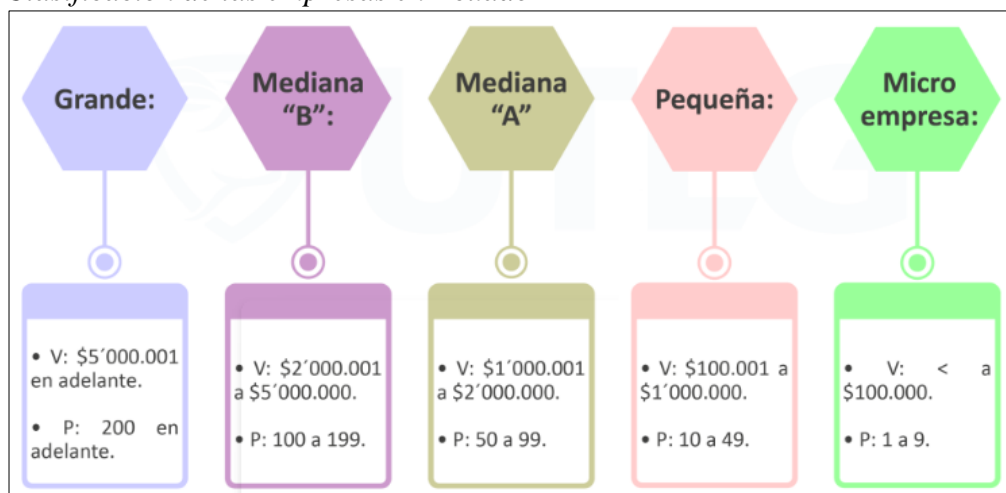 Grande:
Mediana
“B”:
Mediana
“A”
Pequeña:
Micro
empresa:
• V: $5´000.001
en adelante.
• P: 200 en
adelante.
• V: $2´000.001
a $5´000.000.
• P: 100 a 199.
• V: $1´000.001
a $2´000.000.
• P: 50 a 99.
• V: $100.001 a
$1´000.000.
• P: 10 a 49.
• V: < a
$100.000.
• P: 1 a 9.